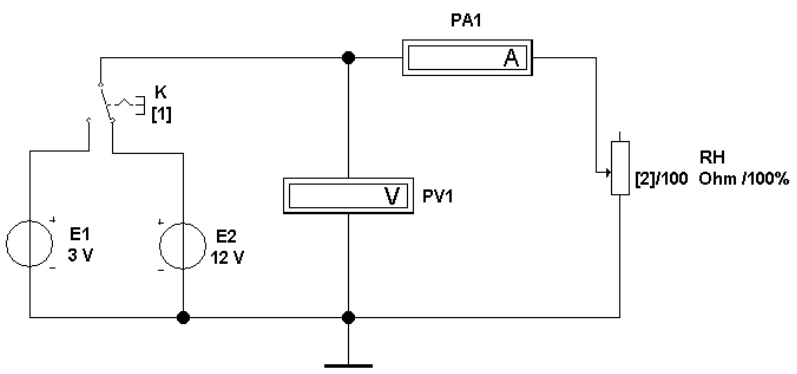 PA1
A
K
[1]
RH
[2]/100 Ohm /100%
V
PV1
+
E1
3 V
-
+
E2
12 V
-